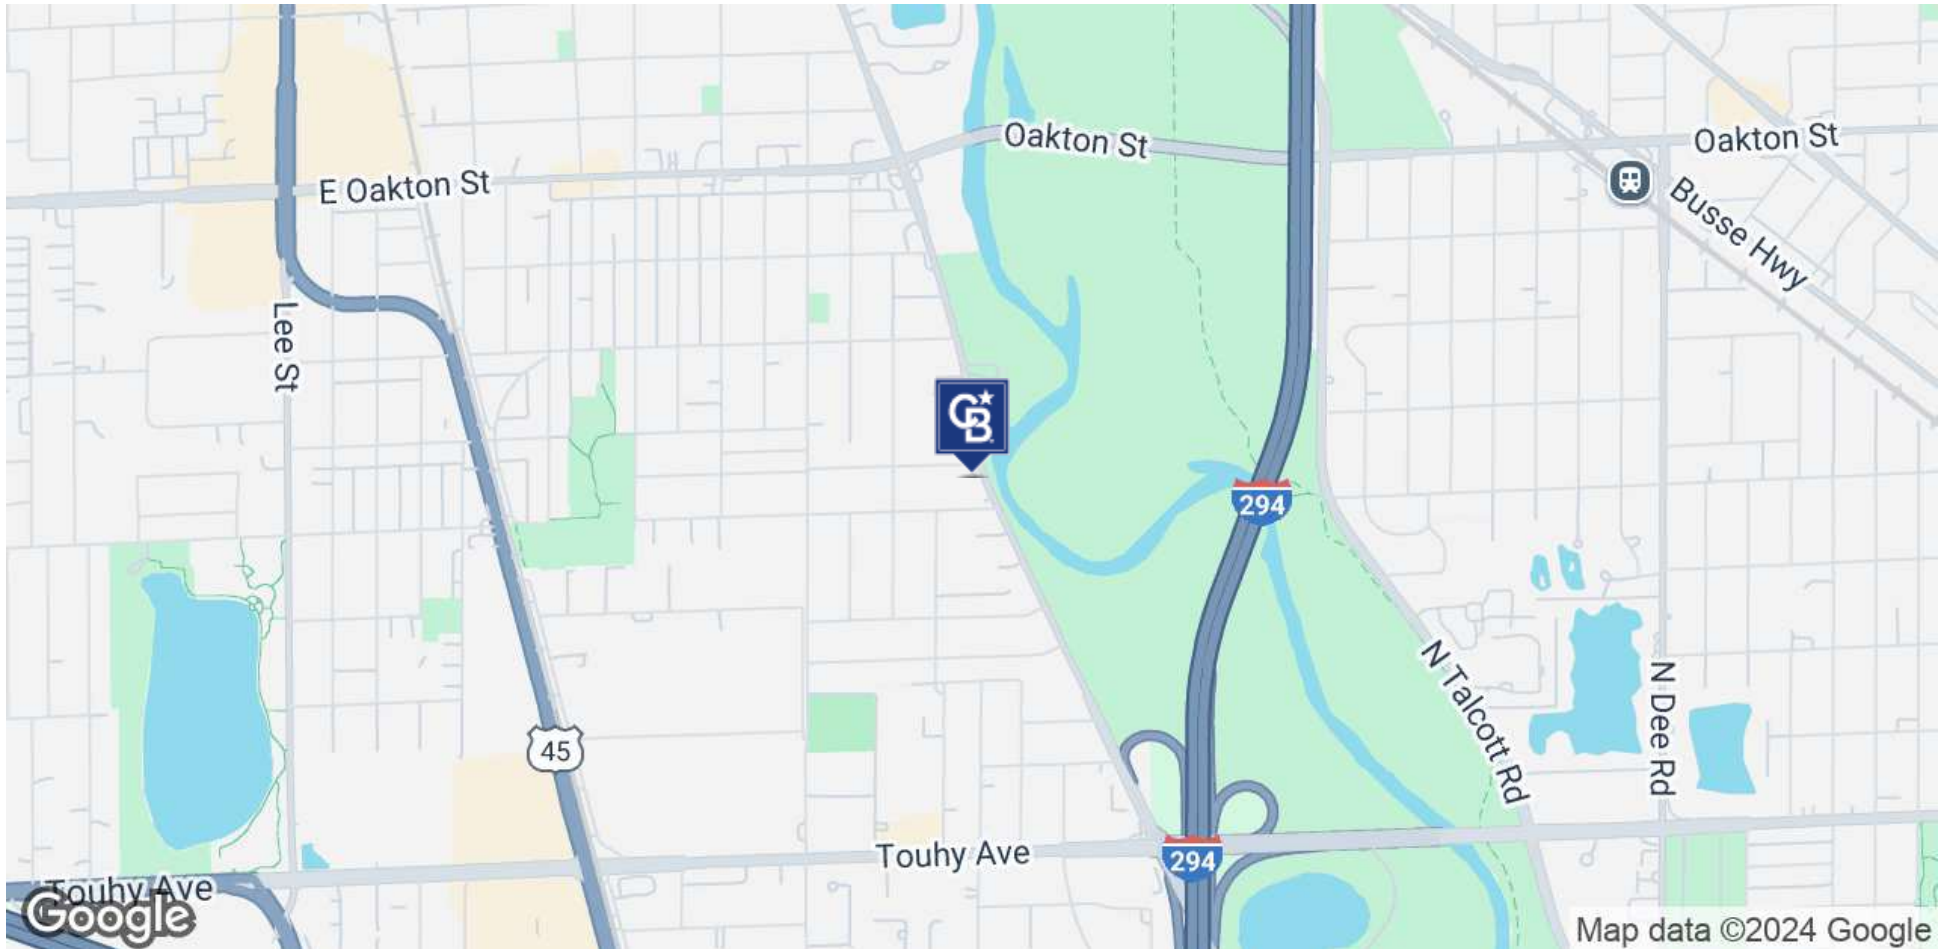 Oakton St
Oakton St
E Oakton St
Busse Hwy
Lee St
CB
294
N Talcott Rd
N Dee Rd
45
Touhy Ave
294
Touhy Ave
Google
Map data ©2024 Google